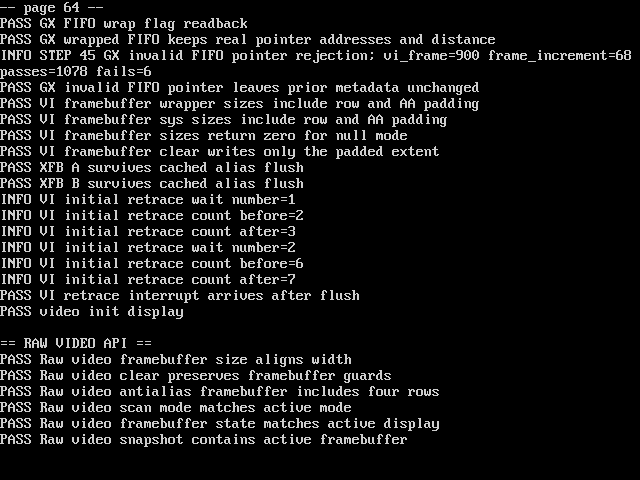 -- page 64 --
PASS GX FIFO wrap flag readback
PASS GX wrapped FIFO keeps real pointer addresses and distance
INFO STEP 45 GX invalid FIFO pointer rejection; vi_frame=900 frame_increment=68
passes=1078 fails=6
PASS GX invalid FIFO pointer leaves prior metadata unchanged
PASS VI framebuffer wrapper sizes include row and AA padding
PASS VI framebuffer sys sizes include row and AA padding
PASS VI framebuffer sizes return zero for null mode
PASS VI framebuffer clear writes only the padded extent
PASS XFB A survives cached alias flush
PASS XFB B survives cached alias flush
INFO VI initial retrace wait number=1
INFO VI initial retrace count before=2
INFO VI initial retrace count after=3
INFO VI initial retrace wait number=2
INFO VI initial retrace count before=6
INFO VI initial retrace count after=7
PASS VI retrace interrupt arrives after flush
PASS video init display
== RAW VIDEO API ==
PASS Raw video framebuffer size aligns width
PASS Raw video clear preserves framebuffer guards
PASS Raw video antialias framebuffer includes four rows
PASS Raw video scan mode matches active mode
PASS Raw video framebuffer state matches active display
PASS Raw video snapshot contains active framebuffer